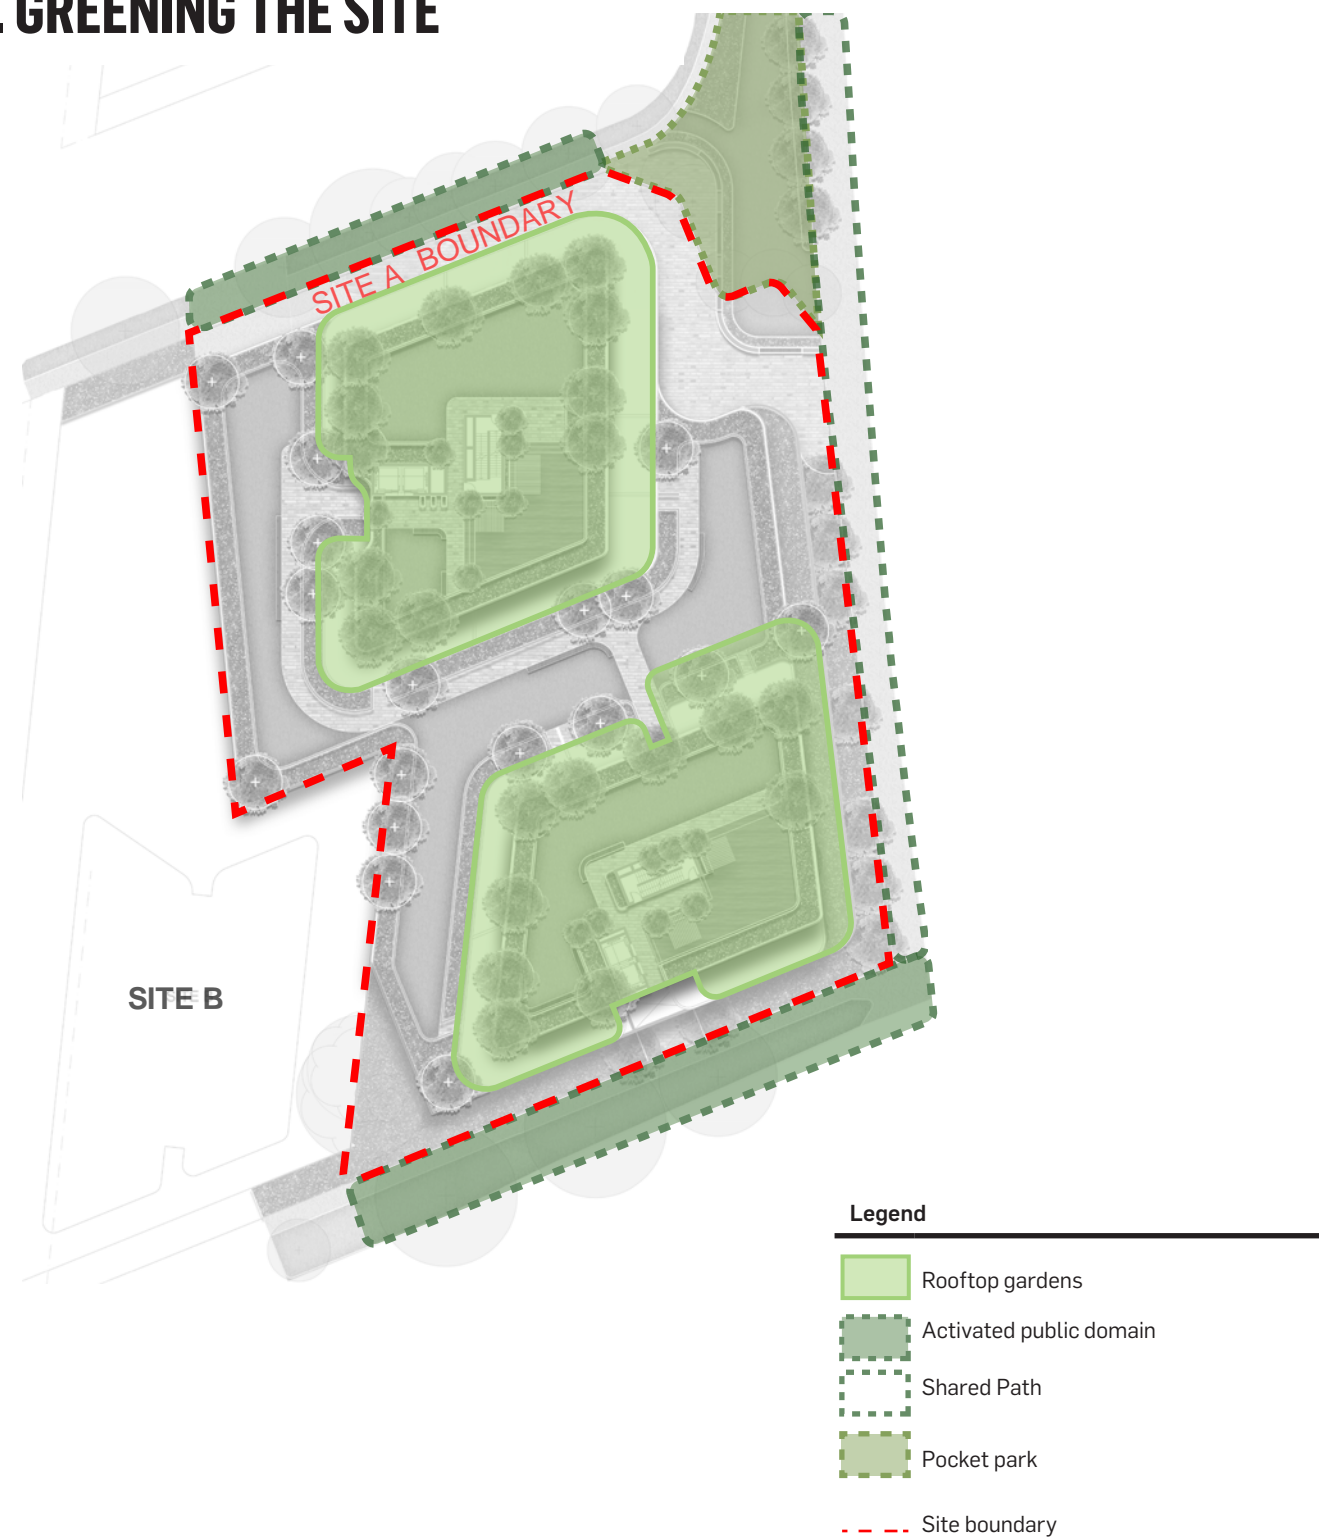 GREENING THE SITE
SITE A BOUNDARY
SITE B
Legend
Rooftop gardens
Activated public domain
Shared Path
Pocket park
Site boundary